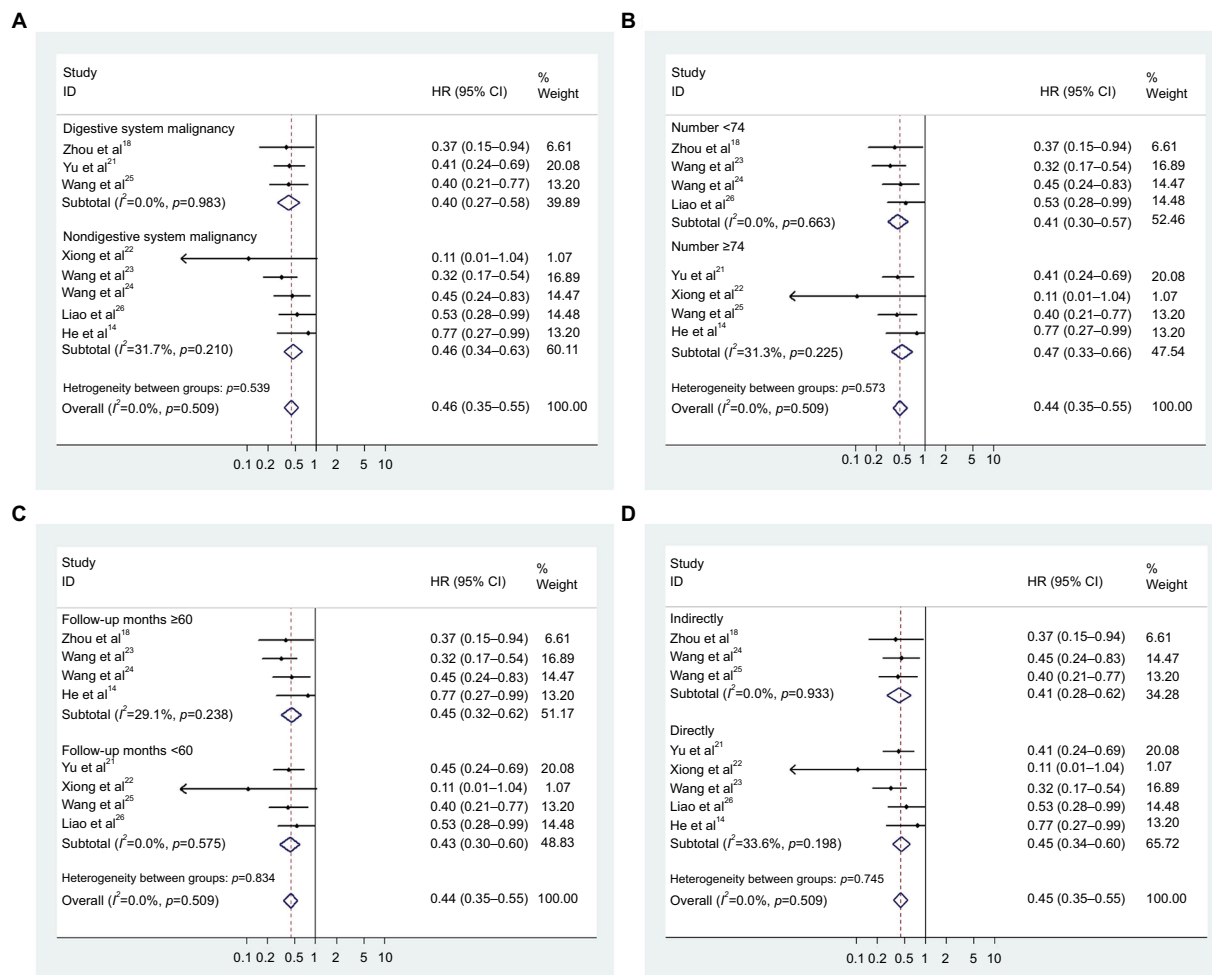 A
Study
ID HR (95% CI) % Weight
Digestive system malignancy
Zhou et al18 0.37 (0.15–0.94) 6.61
Yu et al21 0.41 (0.24–0.69) 20.08
Wang et al25 0.40 (0.21–0.77) 13.20
Subtotal (I2=0.0%, p=0.983) 0.40 (0.27–0.58) 39.89
Nondigestive system malignancy
Xiong et al22 0.11 (0.01–1.04) 1.07
Wang et al23 0.32 (0.17–0.54) 16.89
Wang et al24 0.45 (0.24–0.83) 14.47
Liao et al26 0.53 (0.28–0.99) 14.48
He et al14 0.77 (0.27–0.99) 13.20
Subtotal (I2=31.7%, p=0.210) 0.46 (0.34–0.63) 60.11
Hetrogeneity between groups: p=0.539
Overall (I2=0.0%, p=0.509) 0.46 (0.35–0.55) 100.00
0.1 0.2 0.5 1 2 5 10
B
Study
ID HR (95% CI) % Weight
Number <74
Zhou et al18 0.37 (0.15–0.94) 6.61
Wang et al23 0.32 (0.17–0.54) 16.89
Wang et al24 0.45 (0.24–0.83) 14.47
Liao et al26 0.53 (0.28–0.99) 14.48
Subtotal (I2=0.0%, p=0.663) 0.41 (0.30–0.57) 52.46
Number ≥74
Yu et al21 0.41 (0.24–0.69) 20.08
Xiong et al22 0.11 (0.01–1.04) 1.07
Wang et al25 0.40 (0.21–0.77) 13.20
He et al14 0.77 (0.27–0.99) 13.20
Subtotal (I2=31.3%, p=0.225) 0.47 (0.33–0.66) 47.54
Heterogeneity between groups: p=0.573
Overall (I2=0.0%, p=0.509) 0.44 (0.35–0.55) 100.00
0.1 0.2 0.5 1 2 5 10
C
Study
ID HR (95% CI) % Weight
Follow-up months ≥60
Zhou et al18 0.37 (0.15–0.94) 6.61
Wang et al23 0.32 (0.17–0.54) 16.89
Wang et al24 0.45 (0.24–0.83) 14.47
He et al14 0.77 (0.27–0.99) 13.20
Subtotal (I2=29.1%, p=0.238) 0.45 (0.32–0.62) 51.17
Follow-up months <60
Yu et al21 0.45 (0.24–0.69) 20.08
Xiong et al22 0.11 (0.01–1.04) 1.07
Wang et al25 0.40 (0.21–0.77) 13.20
Liao et al26 0.53 (0.28–0.99) 14.48
Subtotal (I2=0.0%, p=0.575) 0.43 (0.30–0.60) 48.83
Heterogeneity between groups: p=0.834
Overall (I2=0.0%, p=0.509) 0.44 (0.35–0.55) 100.00
0.1 0.2 0.5 1 2 5 10
D
Study
ID HR (95% CI) % Weight
Indirectly
Zhou et al18 0.37 (0.15–0.94) 6.61
Wang et al24 0.45 (0.24–0.83) 14.47
Wang et al25 0.40 (0.21–0.77) 13.20
Subtotal (I2=0.0%, p=0.933) 0.41 (0.28–0.62) 34.28
Directly
Yu et al21 0.41 (0.24–0.69) 20.08
Xiong et al22 0.11 (0.01–1.04) 1.07
Wang et al23 0.32 (0.17–0.54) 16.89
Liao et al26 0.53 (0.28–0.99) 14.48
He et al14 0.77 (0.27–0.99) 13.20
Subtotal (I2=33.6%, p=0.198) 0.45 (0.34–0.60) 65.72
Heterogeneity between groups: p=0.745
Overall (I2=0.0%, p=0.509) 0.45 (0.35–0.55) 100.00
0.1 0.2 0.5 1 2 5 10